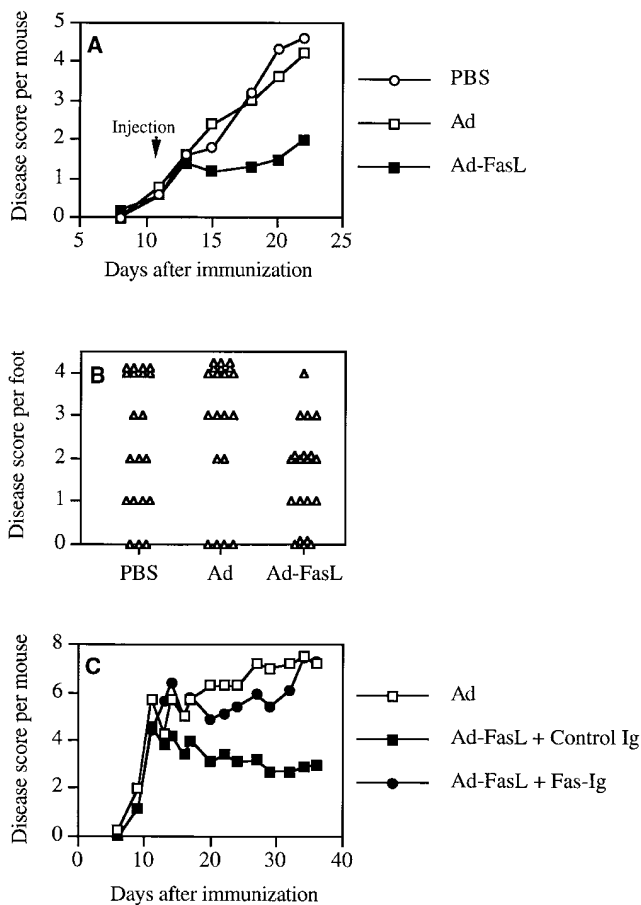 A
Disease score per mouse
5
4
3
2
1
0
Injection
5 10 15 20 25
Days after immunization
PBS
Ad
Ad-FasL
B
Disease score per foot
4
3
2
1
0
PBS Ad Ad-FasL
C
Disease score per mouse
8
6
4
2
0
0 10 20 30 40
Days after immunization
Ad
Ad-FasL + Control Ig
Ad-FasL + Fas-Ig